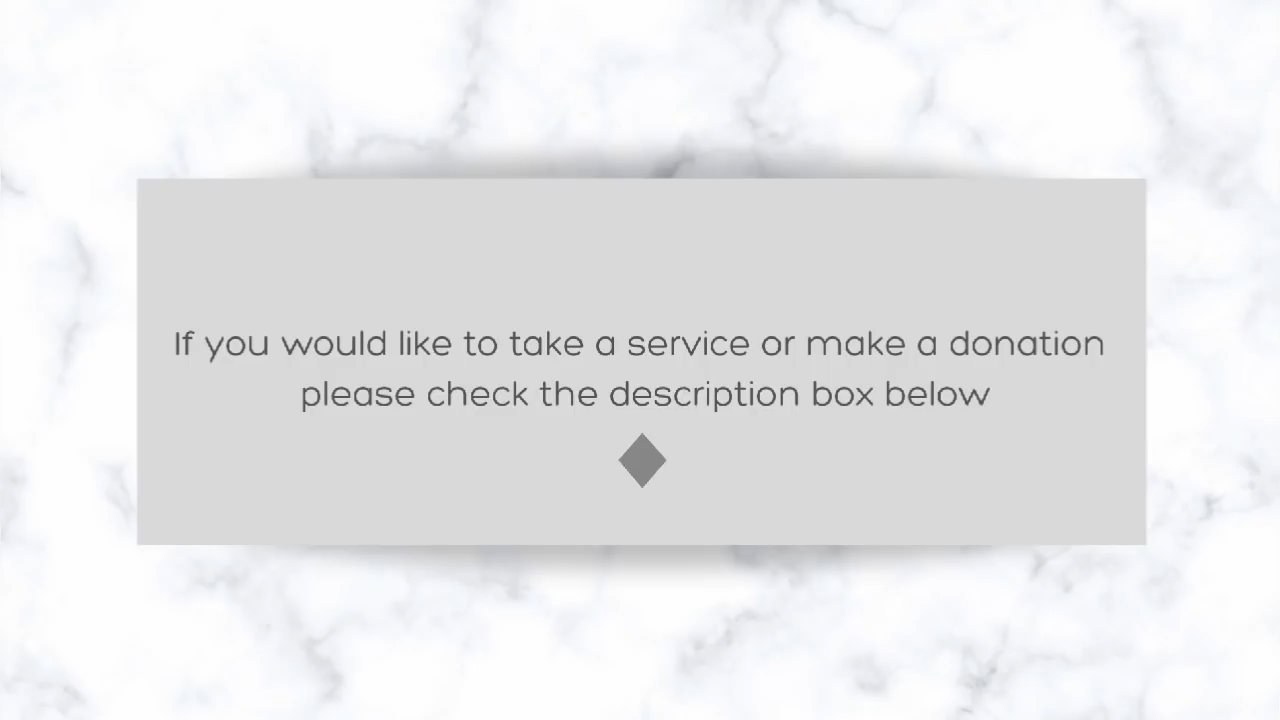 If you would like to take a service or make a donation
please check the description box below